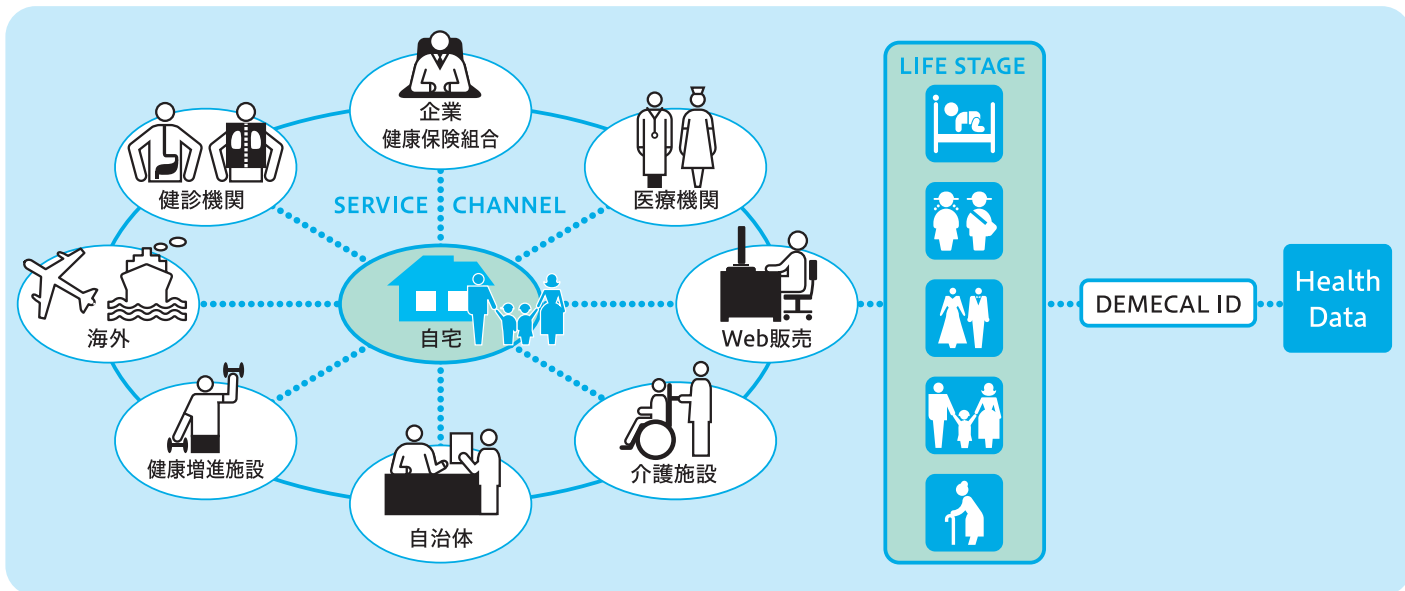 企業
健康保険組合
健診機関
医療機関
SERVICE CHANNEL
海外
自宅
Web販売
健康増進施設
介護施設
自治体
LIFE STAGE
DEMECAL ID
Health
Data